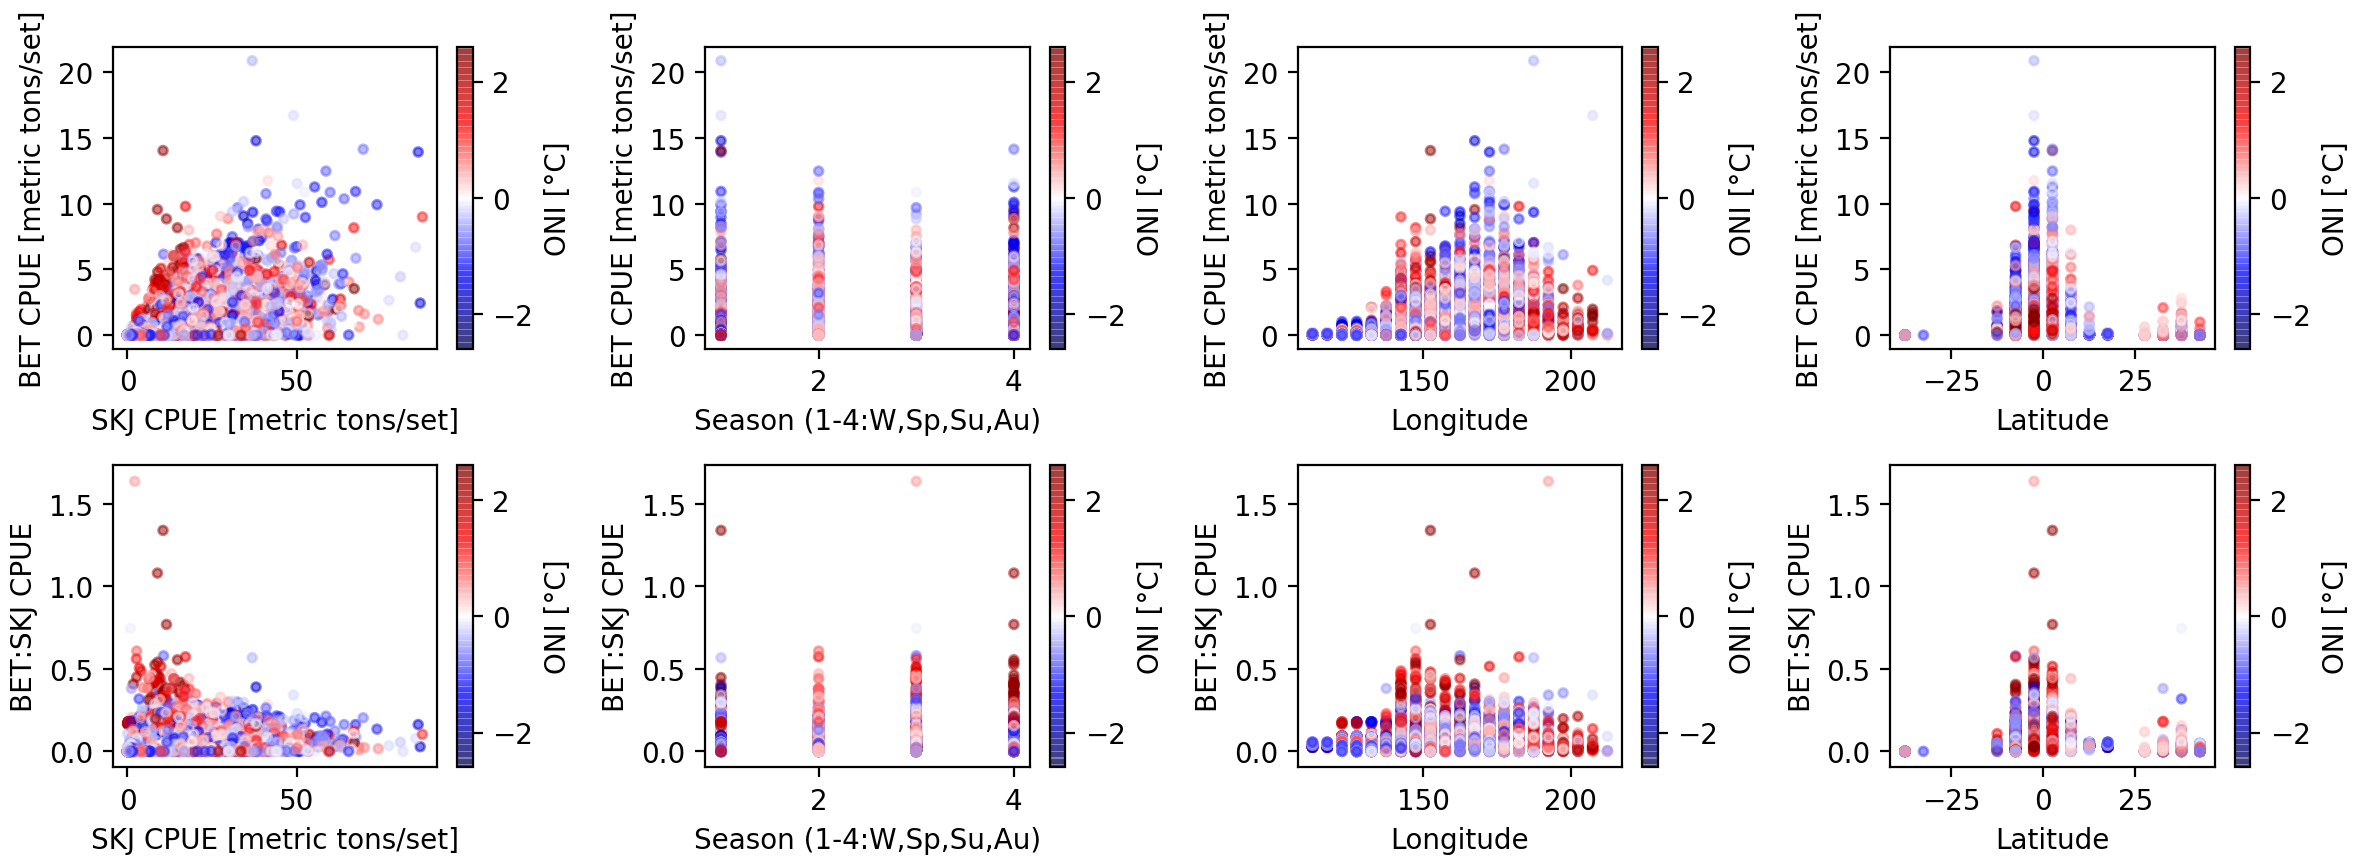 BET CPUE [metric tons/set]
20
15
10
5
0
0 50
SKJ CPUE [metric tons/set]
2
0
−2
ONI [°C]
BET CPUE [metric tons/set]
20
15
10
5
0
2 4
Season (1-4:W,Sp,Su,Au)
2
0
−2
ONI [°C]
BET CPUE [metric tons/set]
20
15
10
5
0
150 200
Longitude
2
0
−2
ONI [°C]
BET CPUE [metric tons/set]
20
15
10
5
0
−25 0 25
Latitude
2
0
−2
ONI [°C]
BET:SKJ CPUE
1.5
1.0
0.5
0.0
0 50
SKJ CPUE [metric tons/set]
2
0
−2
ONI [°C]
BET:SKJ CPUE
1.5
1.0
0.5
0.0
2 4
Season (1-4:W,Sp,Su,Au)
2
0
−2
ONI [°C]
BET:SKJ CPUE
1.5
1.0
0.5
0.0
150 200
Longitude
2
0
−2
ONI [°C]
BET:SKJ CPUE
1.5
1.0
0.5
0.0
−25 0 25
Latitude
2
0
−2
ONI [°C]